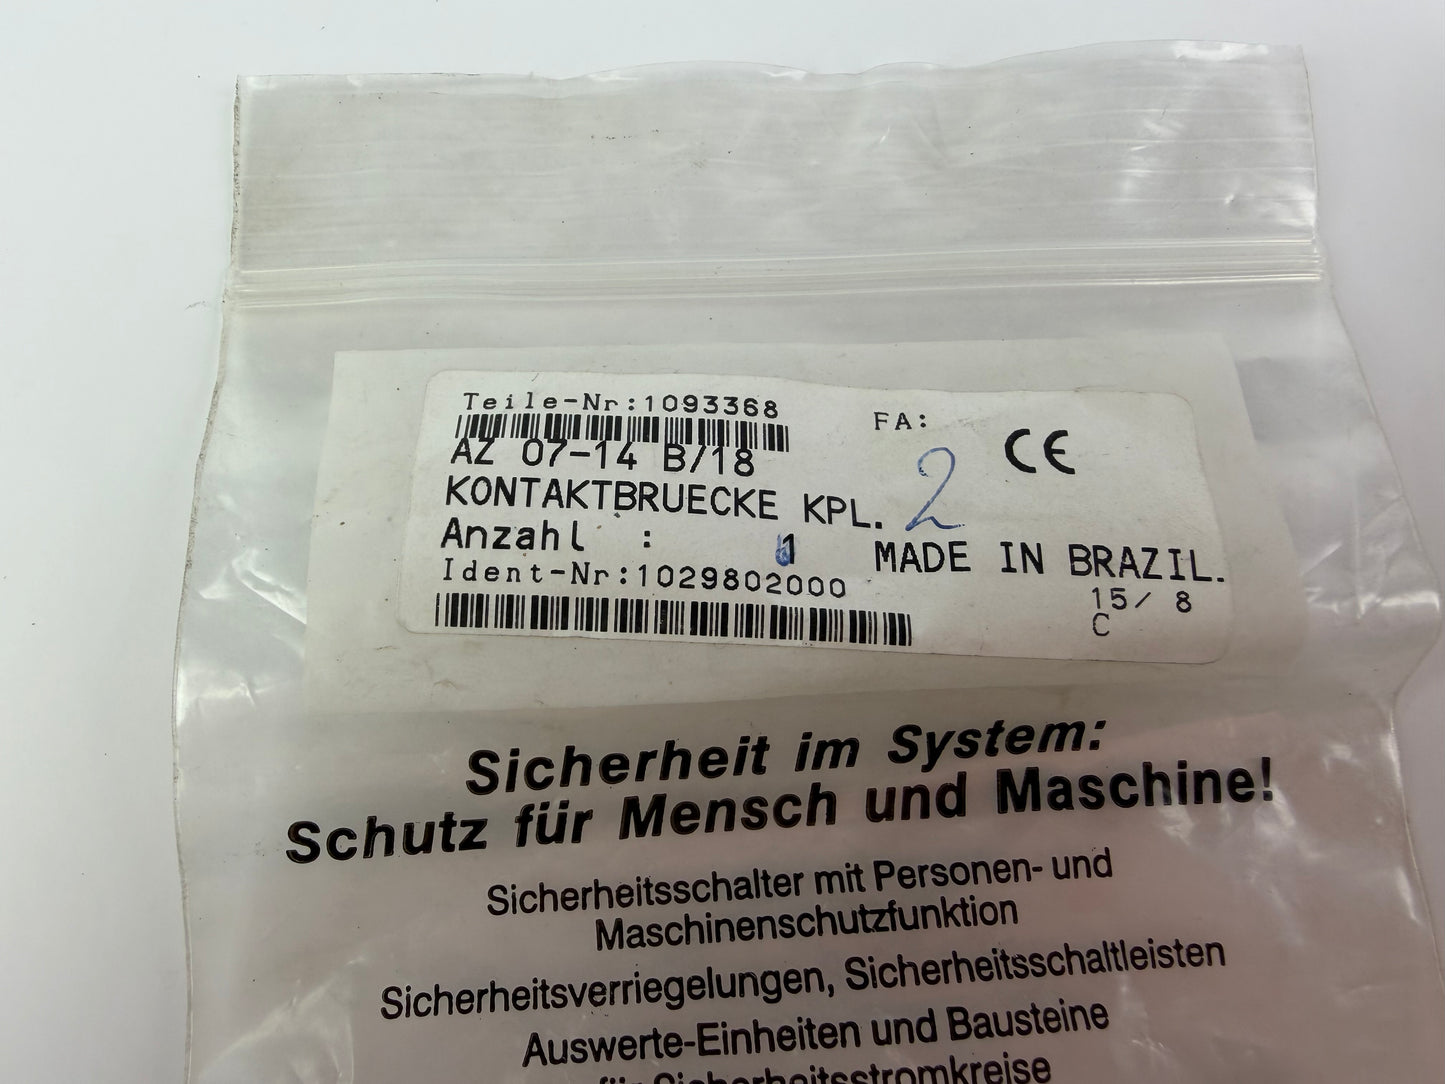 Teile-Nr:1093368
FA:
CE
AZ 07-14 B/18
KONTAKTBRUECKE KPL.
2
Anzahl : 1
MADE IN BRAZIL.
Ident-Nr:1029802000
15/ 8
C
Sicherheit im System:
Schutz für Mensch und Maschine!
Sicherheitsschalter mit Personen- und
Maschinenschutzfunktion
Sicherheitsverriegelungen, Sicherheitsschaltleisten
Auswerte-Einheiten und Bausteine
für Sicherheitsstromkreise